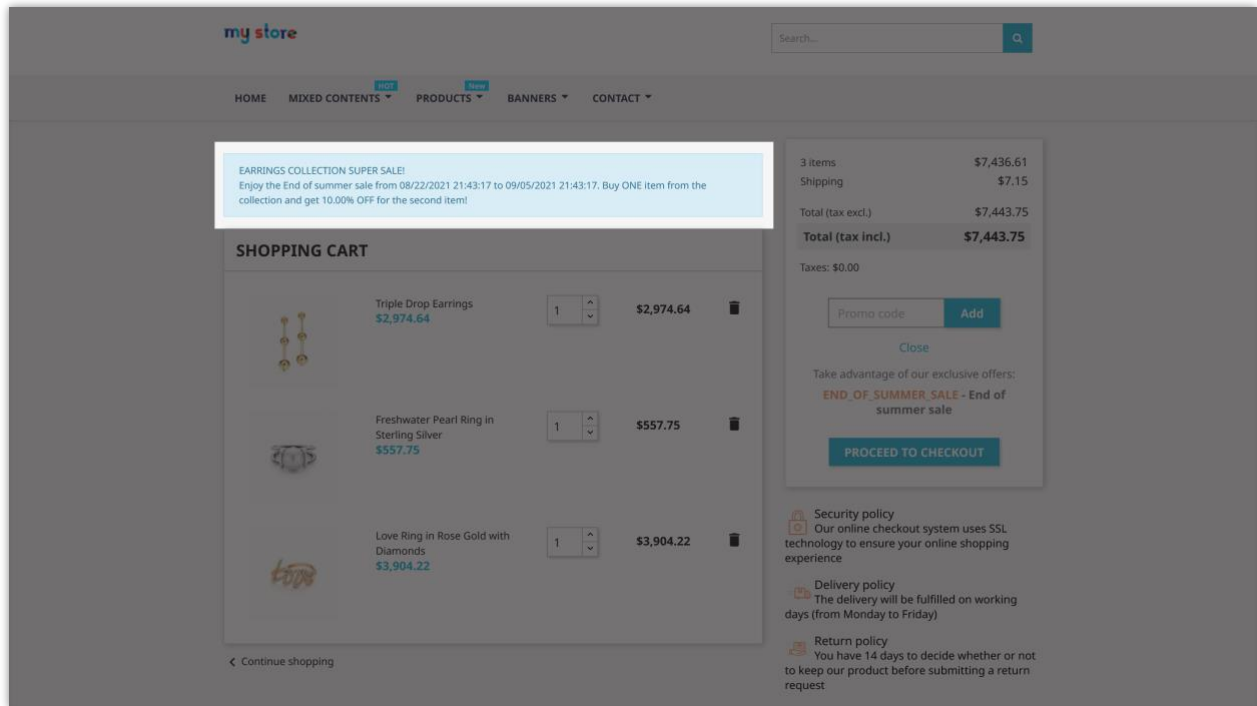 my store
Search...
HOT
New
HOME MIXED CONTENTS PRODUCTS BANNERS CONTACT
EARRINGS COLLECTION SUPER SALE!
Enjoy the End of summer sale from 08/22/2021 21:43:17 to 09/05/2021 21:43:17. Buy ONE item from the
collection and get 10.00% OFF for the second item!
SHOPPING CART
Triple Drop Earrings
$2,974.64
1
$2,974.64
Freshwater Pearl Ring in
Sterling Silver
$557.75
1
$557.75
Love Ring in Rose Gold with
Diamonds
$3,904.22
1
$3,904.22
Continue shopping
3 items $7,436.61
Shipping $7.15
Total (tax excl.) $7,443.75
Total (tax incl.) $7,443.75
Taxes: $0.00
Promo code Add
Close
Take advantage of our exclusive offers:
END_OF_SUMMER_SALE - End of
summer sale
PROCEED TO CHECKOUT
Security policy
Our online checkout system uses SSL
technology to ensure your online shopping
experience
Delivery policy
The delivery will be fulfilled on working
days (from Monday to Friday)
Return policy
You have 14 days to decide whether or not
to keep our product before submitting a return
request